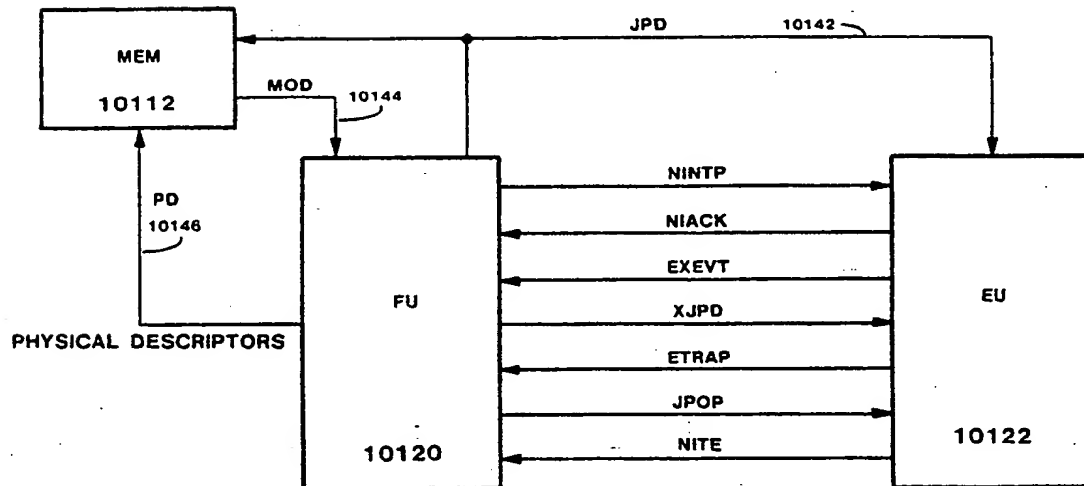 JPD
10142
MEM
10112
MOD
10144
PD
10146
PHYSICAL DESCRIPTORS
FU
10120
NINTP
NIACK
EXEVT
XJPD
ETRAP
JPOP
NITE
EU
10122